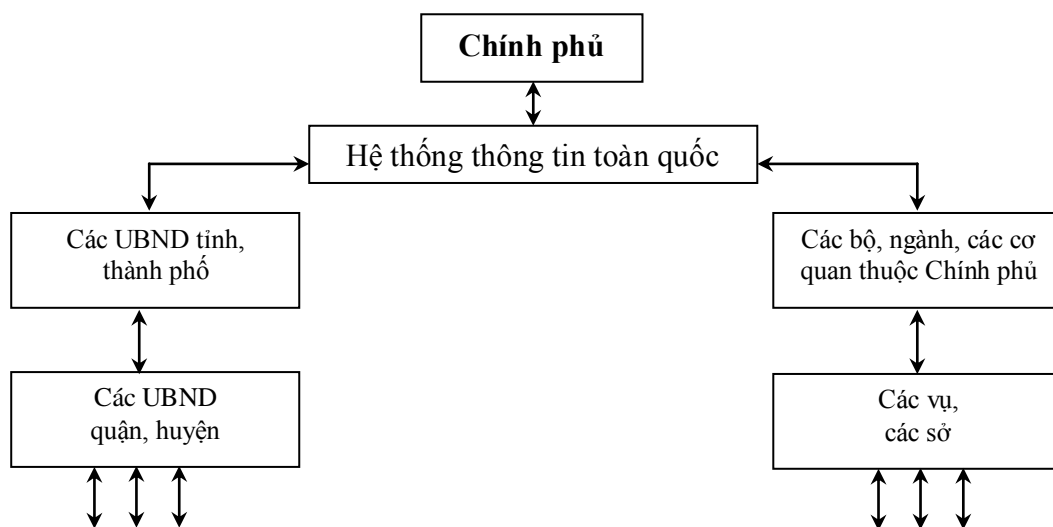 Chính phủ
Hệ thống thông tin toàn quốc
Các UBND tỉnh,
thành phố
Các bộ, ngành, các cơ
quan thuộc Chính phủ
Các UBND
quận, huyện
Các vụ,
các sở